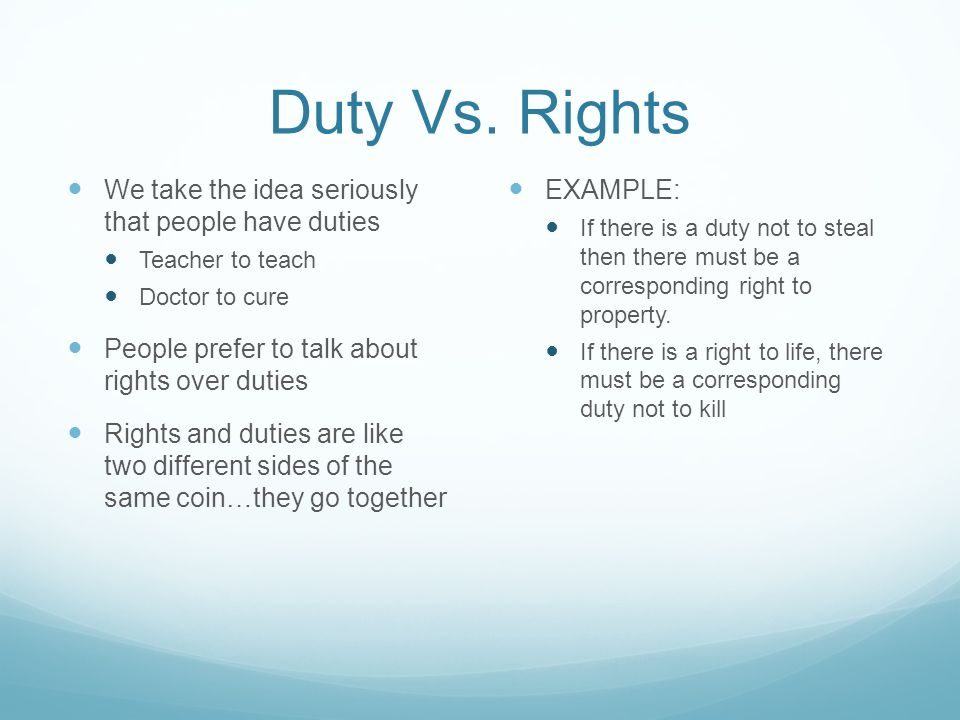 Duty Vs. Rights
We take the idea seriously
that people have duties
Teacher to teach
Doctor to cure
People prefer to talk about
rights over duties
Rights and duties are like
two different sides of the
same coin…they go together
EXAMPLE:
If there is a duty not to steal
then there must be a
corresponding right to
property.
If there is a right to life, there
must be a corresponding
duty not to kill